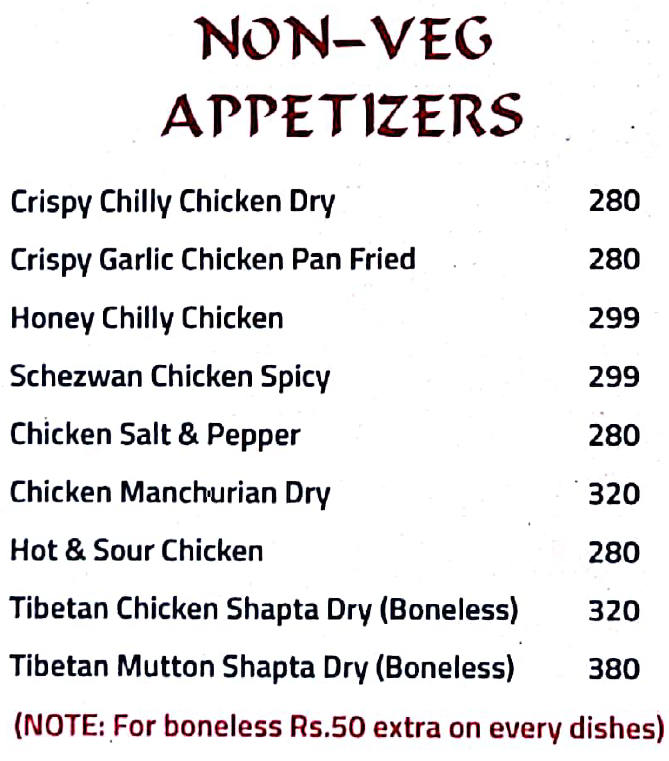 NON-VEG
APPETIZERS
Crispy Chilly Chicken Dry 280
Crispy Garlic Chicken Pan Fried 280
Honey Chilly Chicken 299
Schezwan Chicken Spicy 299
Chicken Salt & Pepper 280
Chicken Manchurian Dry 320
Hot & Sour Chicken 280
Tibetan Chicken Shapta Dry (Boneless) 320
Tibetan Mutton Shapta Dry (Boneless) 380
(NOTE: For boneless Rs.50 extra on every dishes)